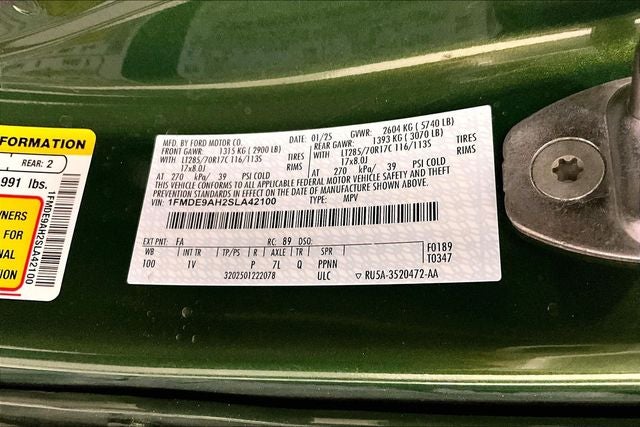 FORMATION
REAR: 2
991 lbs.
WNERS
FOR
NAL
ION
1FMDE9AH2SLA42100
MFD. BY FORD MOTOR CO.
DATE: 01/25 GVWR: 2604 KG ( 5740 LB)
FRONT GAWR: 1315 KG ( 2900 LB) REAR GAWR: 1393 KG ( 3070 LB)
WITH LT285/70R17C 116/113S TIRES WITH LT285/70R17C 116/113S TIRES
17x8.0J RIMS 17x8.0J RIMS
AT 270 kPa/ 39 PSI COLD AT 270 kPa/ 39 PSI COLD
THIS VEHICLE CONFORMS TO ALL APPLICABLE FEDERAL MOTOR VEHICLE SAFETY AND THEFT
PREVENTION STANDARDS IN EFFECT ON THE DATE OF MANUFACTURE SHOWN ABOVE.
VIN: 1FMDE9AH2SLA42100 TYPE: MPV
EXT PNT: FA RC: 89 DSO: F0189
WB INT TR TP/PS R AXLE TR SPR T0347
100 1V P 7L Q PPNN
3202501222078 ULC RU5A-3520472-AA